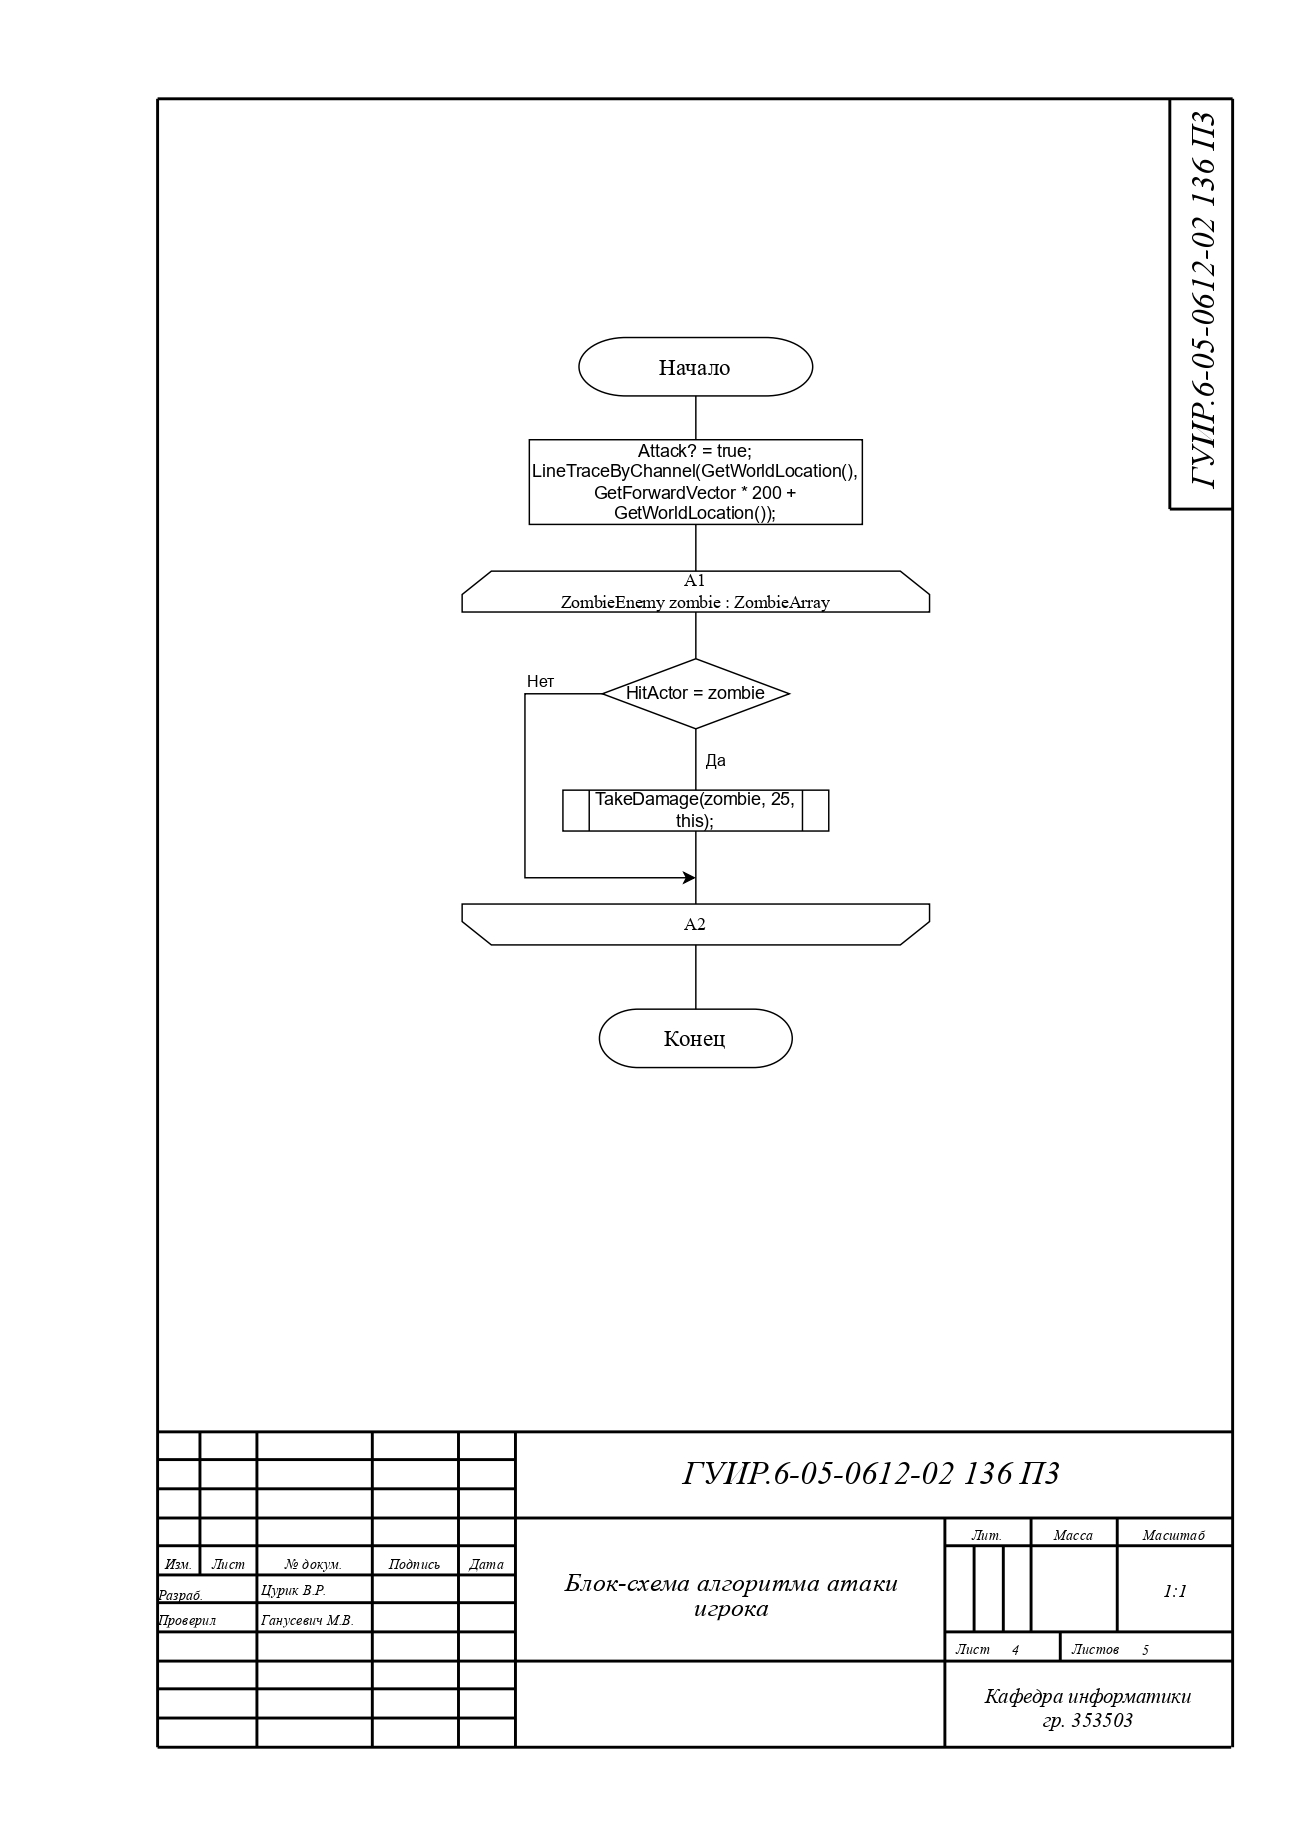 ГУИР.6-05-0612-02 136 ПЗ
Начало
Attack? = true;
LineTraceByChannel(GetWorldLocation(),
GetForwardVector * 200 +
GetWorldLocation());
А1
ZombieEnemy zombie : ZombieArray
Нет
HitActor = zombie
Да
TakeDamage(zombie, 25,
this);
А2
Конец
ГУИР.6-05-0612-02 136 ПЗ
Лит.
Масса
Масштаб
Изм.
Лист
№ докум.
Подпись
Дата
Блок-схема алгоритма атаки
игрока
1:1
Разраб.
Цурик В.Р.
Проверил
Ганусевич М.В.
Лист 4
Листов 5
Кафедра информатики
гр. 353503